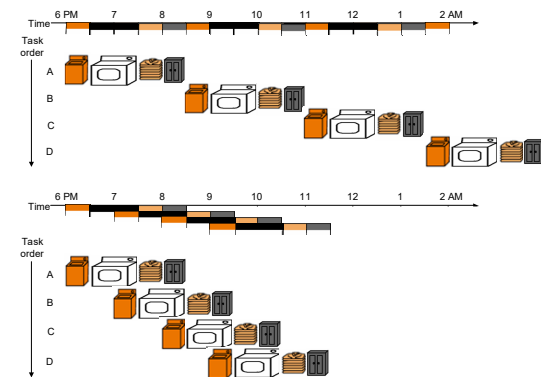 6 PM 7 8 9 10 11 12 1 2 AM
Time
Task
order
A
B
C
D
6 PM 7 8 9 10 11 12 1 2 AM
Time
Task
order
A
B
C
D